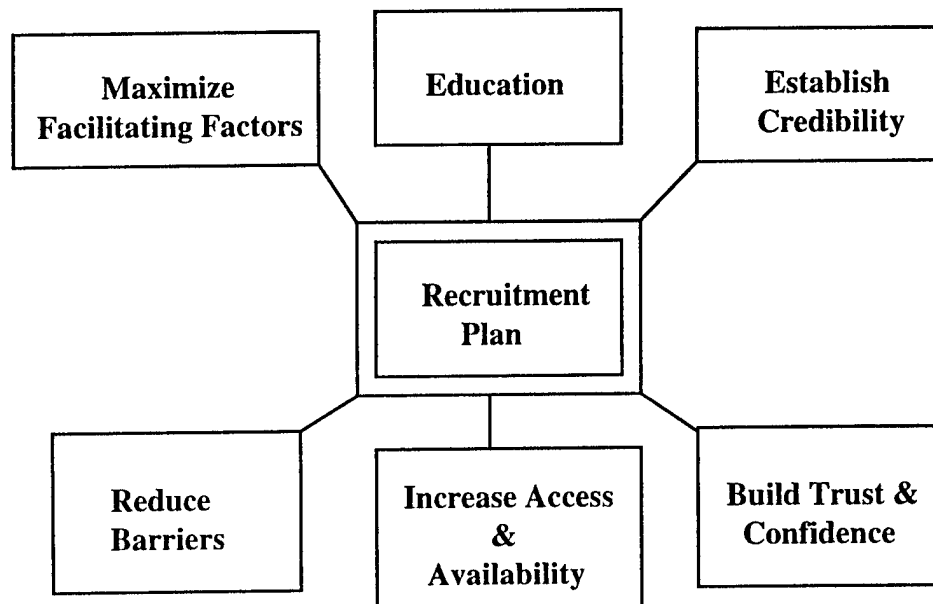 Maximize
Facilitating Factors
Education
Establish
Credibility
Recruitment
Plan
Reduce
Barriers
Increase Access
&
Availability
Build Trust &
Confidence